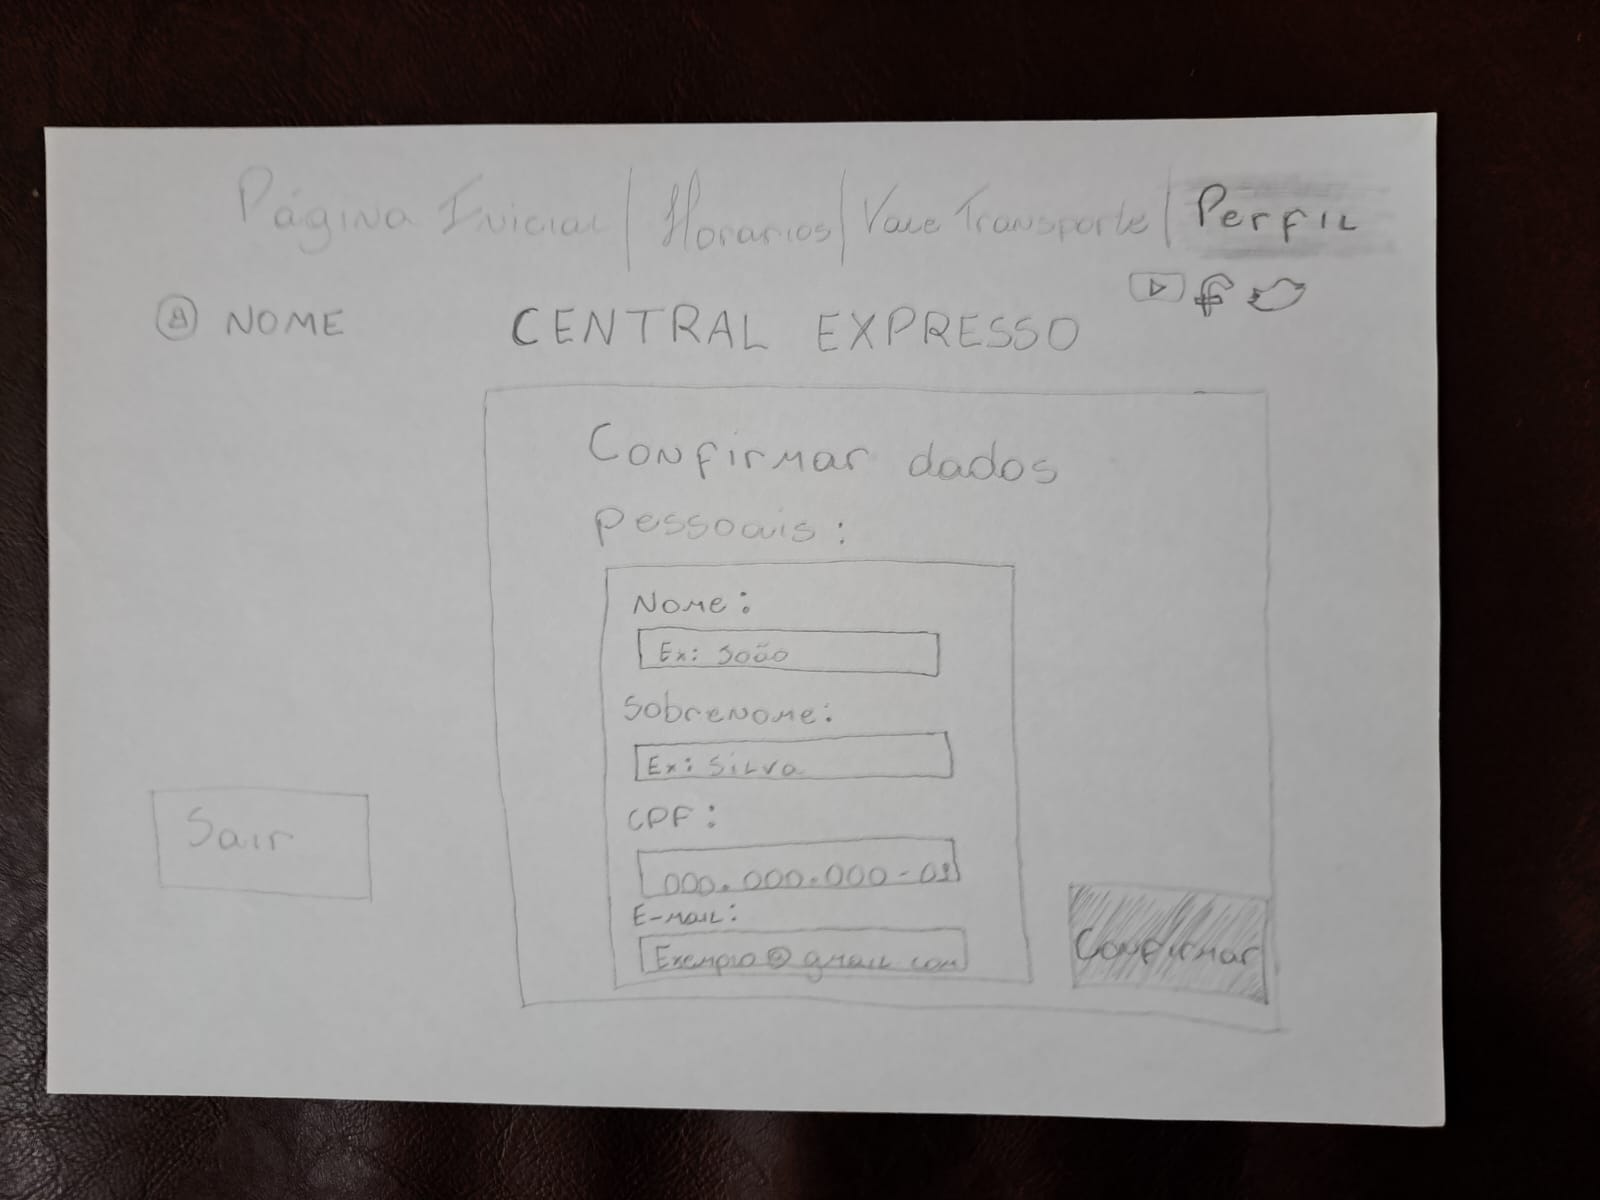 Página Inicial | Horarios | Vale Transporte | Perfil
NOME
CENTRAL EXPRESSO
Confirmar dados
pessoais:
Nome:
Ex: João
Sobrenome:
Ex: Silva
CPF:
000.000.000-01
E-mail:
Exemplo@gmail.com
Confirmar
Sair